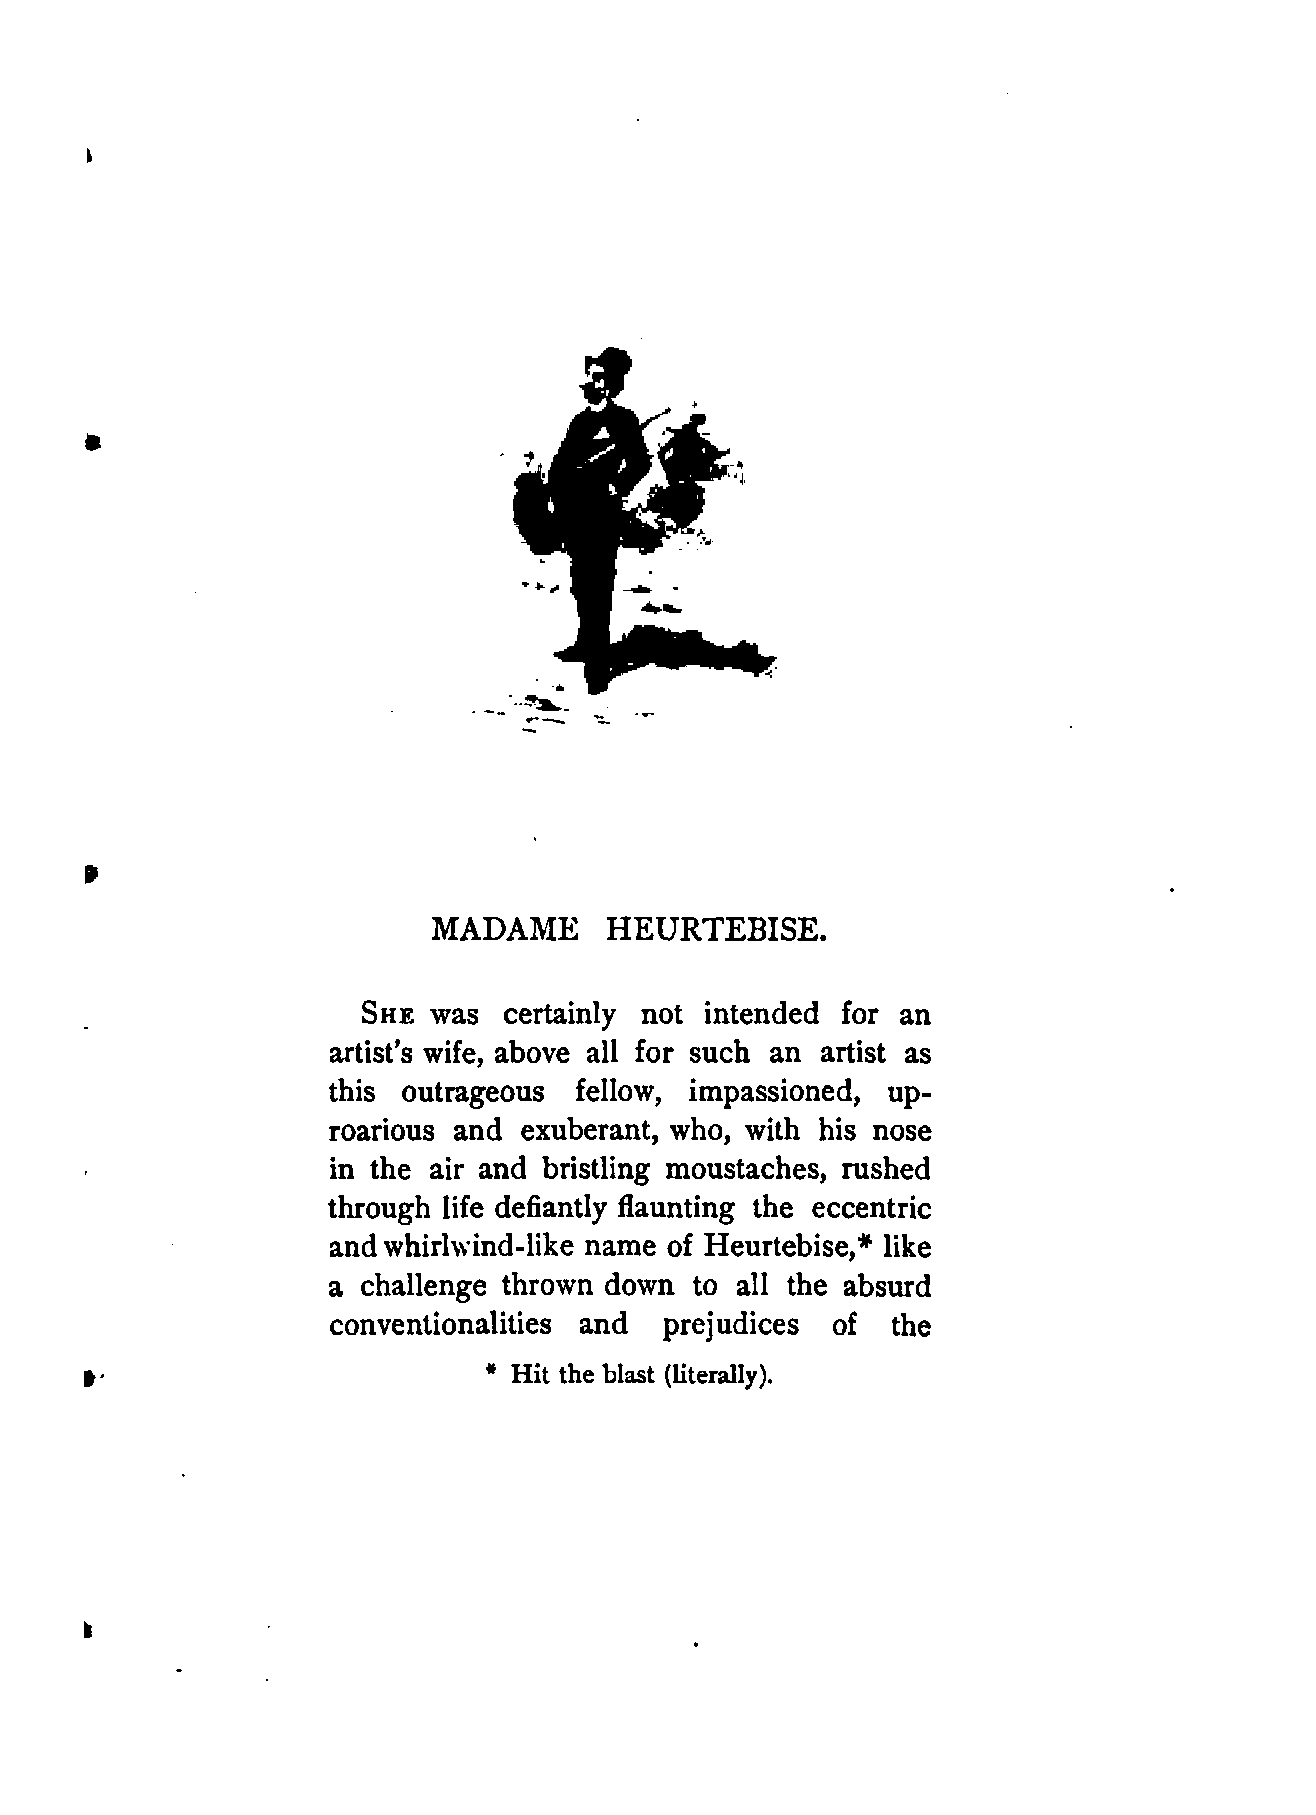 MADAME HEURTEBISE.
SHE was certainly not intended for an
artist's wife, above all for such an artist as
this outrageous fellow, impassioned, up-
roarious and exuberant, who, with his nose
in the air and bristling moustaches, rushed
through life defiantly flaunting the eccentric
and whirlwind-like name of Heurtebise,* like
a challenge thrown down to all the absurd
conventionalities and prejudices of the
* Hit the blast (literally).